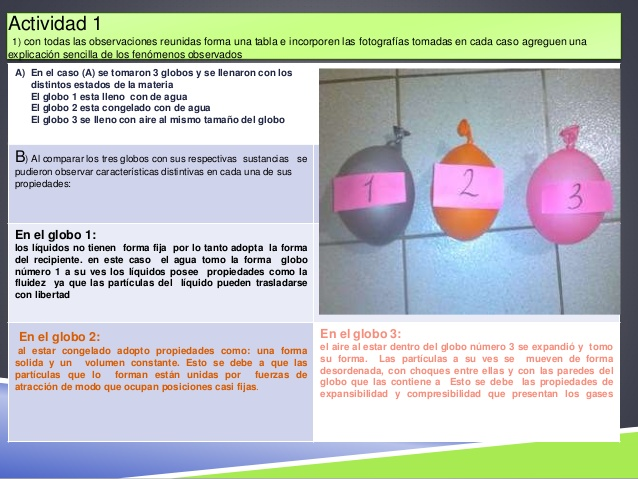 Actividad 1
1) con todas las observaciones reunidas forma una tabla e incorporen las fotografías tomadas en cada caso agreguen una
explicación sencilla de los fenómenos observados
A) En el caso (A) se tomaron 3 globos y se llenaron con los
distintos estados de la materia
El globo 1 esta lleno con de agua
El globo 2 esta congelado con de agua
El globo 3 se lleno con aire al mismo tamaño del globo
B) Al comparar los tres globos con sus respectivas sustancias se
pudieron observar características distintivas en cada una de sus
propiedades:
1
2
3
En el globo 1:
los líquidos no tienen forma fija por lo tanto adopta la forma
del recipiente. en este caso el agua tomo la forma globo
número 1 a su ves los líquidos posee propiedades como la
fluidez ya que las partículas del líquido pueden trasladarse
con libertad
En el globo 2:
al estar congelado adopto propiedades como: una forma
solida y un volumen constante. Esto se debe a que las
partículas que lo forman están unidas por fuerzas de
atracción de modo que ocupan posiciones casi fijas.
En el globo 3:
el aire al estar dentro del globo número 3 se expandió y tomo
su forma. Las partículas a su ves se mueven de forma
desordenada, con choques entre ellas y con las paredes del
globo que las contiene a Esto se debe las propiedades de
expansibilidad y compresibilidad que presentan los gases